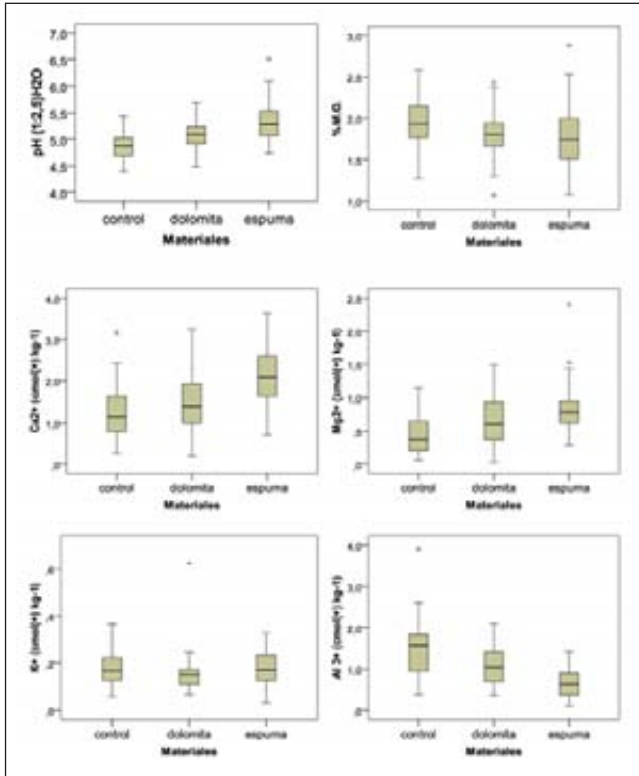 pH (1:2,5)H2O
7,0
6,5
6,0
5,5
5,0
4,5
4,0
control dolomita espuma
Materiales
%M.O.
3,0
2,5
2,0
1,5
1,0
control dolomita espuma
Materiales
Ca2+ (cmol(+) kg-1)
4,0
3,0
2,0
1,0
,0
control dolomita espuma
Materiales
Mg2+ (cmol(+) kg-1)
2,5
2,0
1,5
1,0
,5
,0
control dolomita espuma
Materiales
K+ (cmol(+) kg-1)
,6
,4
,2
,0
control dolomita espuma
Materiales
Al 3+ (cmol(+) kg-1)
4,0
3,0
2,0
1,0
,0
control dolomita espuma
Materiales